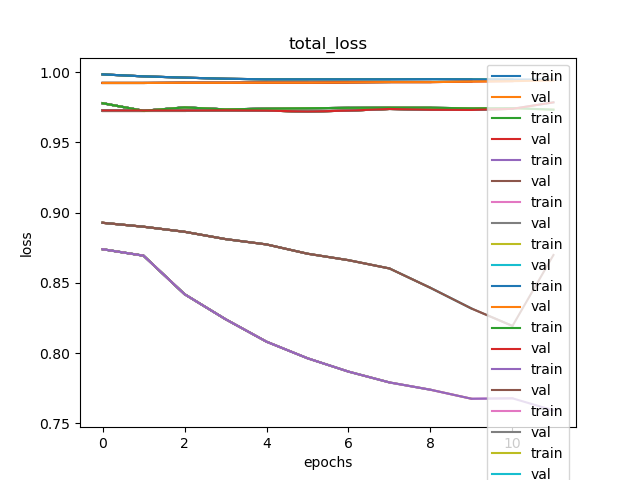 total_loss
1.00
0.95
0.90
0.85
0.80
0.75
loss
0
2
4
6
8
10
epochs
train
val
train
val
train
val
train
val
train
val
train
val
train
val
train
val
train
val
train
val